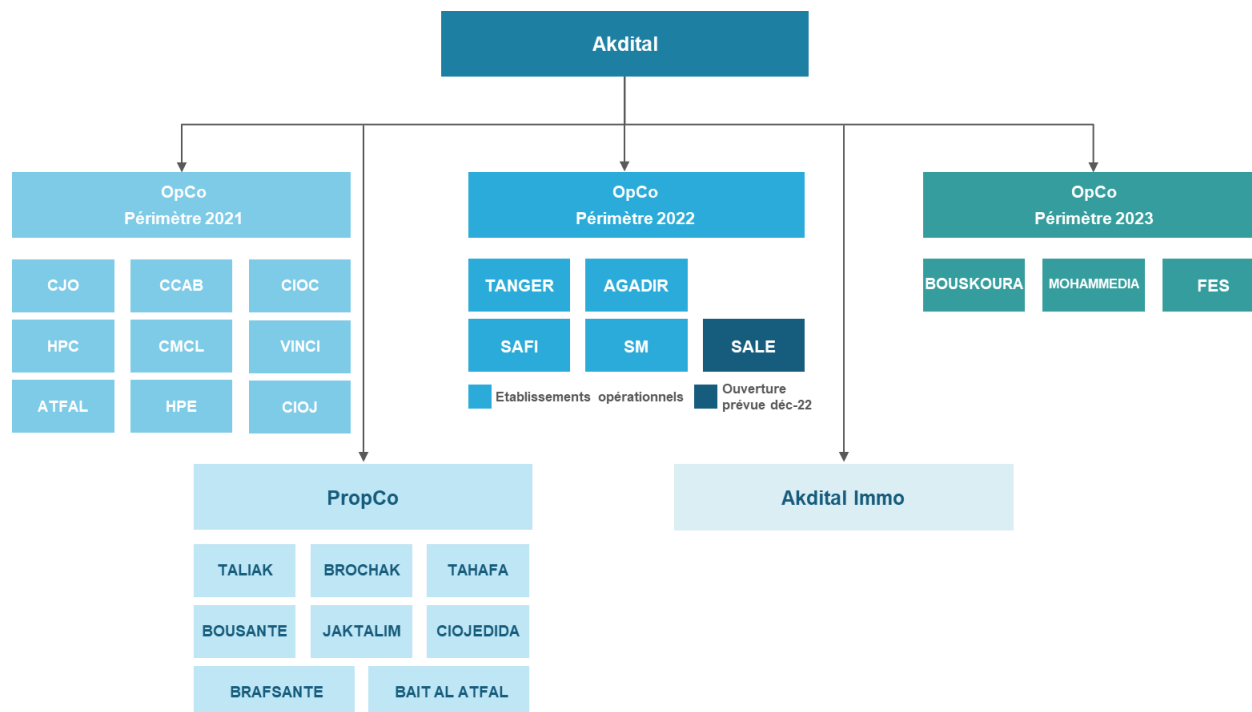 Akdital
OpCo
Périmètre 2021
OpCo
Périmètre 2022
OpCo
Périmètre 2023
CJO
CCAB
CIOC
HPC
CMCL
VINCI
ATFAL
HPE
CIOJ
TANGER
AGADIR
SAFI
SM
SALE
Etablissements opérationnels
Ouverture
prévue déc-22
BOUSKOURA
MOHAMMEDIA
FES
PropCo
TALIAK
BROCHAK
TAHAFA
BOUSANTE
JAKTALIM
CIOJEDIDA
BRAFSANTE
BAIT AL ATFAL
Akdital Immo